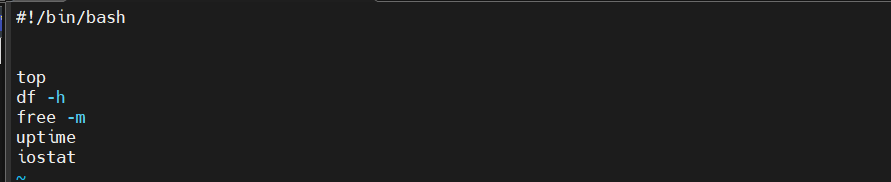 #!/bin/bash
top
df -h
free -m
uptime
iostat
~